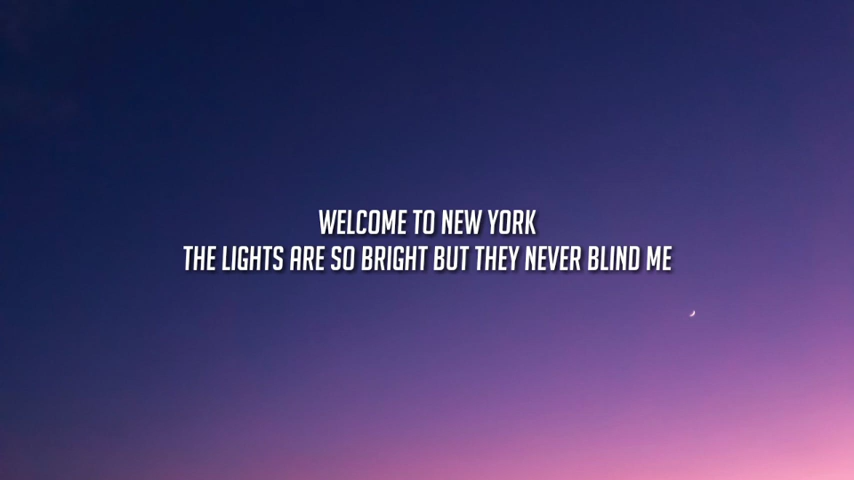 WELCOME TO NEW YORK
THE LIGHTS ARE SO BRIGHT BUT THEY NEVER BLIND ME